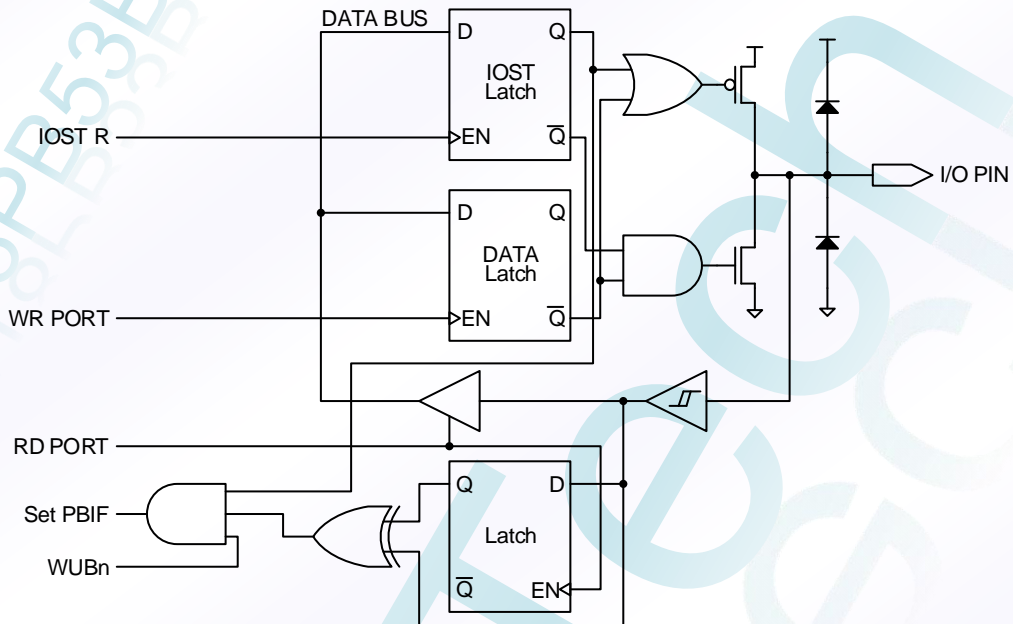 DATA BUS
D Q
IOST
Latch
IOST R
EN Q
I/O PIN
D Q
DATA
Latch
WR PORT
EN Q
RD PORT
Q D
Set PBIF
Latch
WUBn
Q EN
Tech